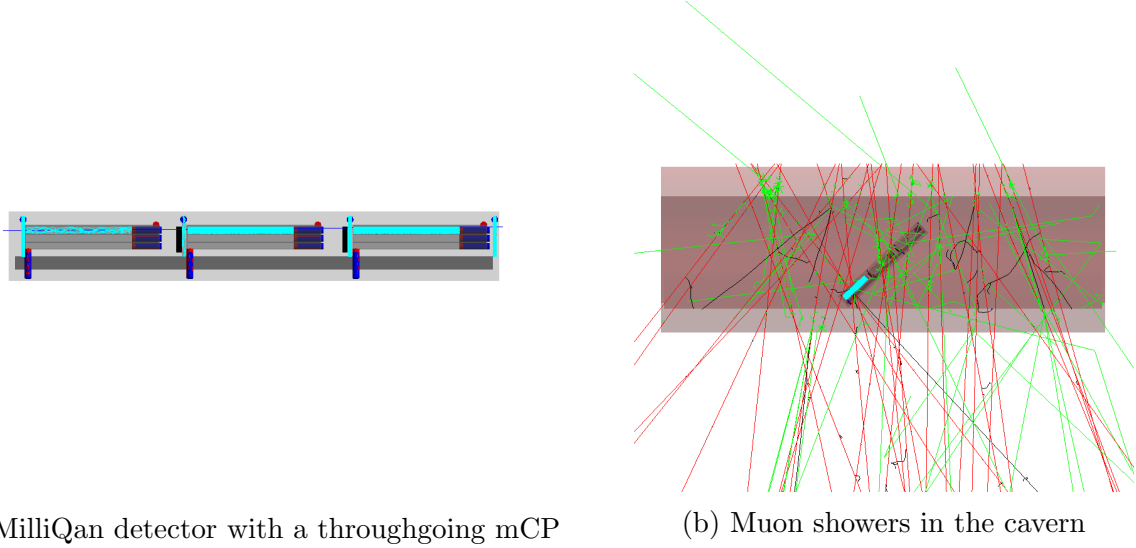 MilliQan detector with a throughgoing mCP
(b) Muon showers in the cavern